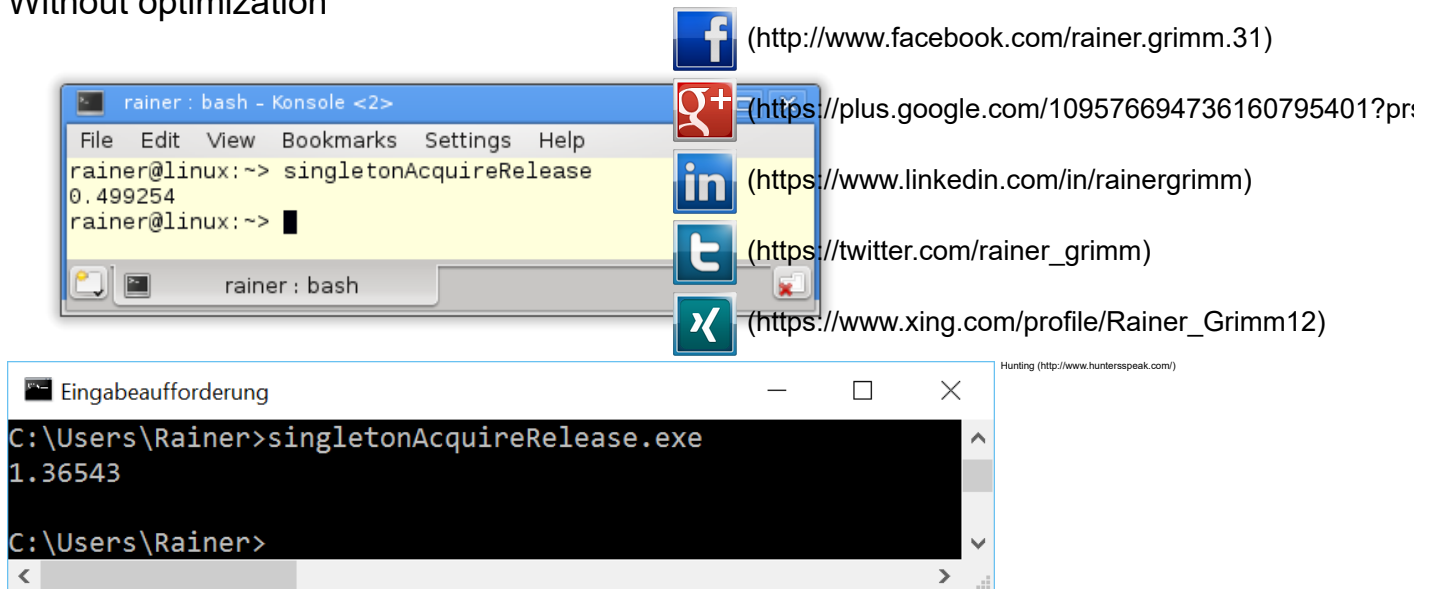 Without optimization
(http://www.facebook.com/rainer.grimm.31)
rainer : bash – Konsole <2>
(https://plus.google.com/109576694736160795401?prs
File Edit View Bookmarks Settings Help
rainer@linux:~> singletonAcquireRelease
0.499254
rainer@linux:~>
(https://www.linkedin.com/in/rainergrimm)
(https://twitter.com/rainer_grimm)
rainer : bash
(https://www.xing.com/profile/Rainer_Grimm12)
Hunting (http://www.huntersspeak.com/)
Eingabeaufforderung
C:\Users\Rainer>singletonAcquireRelease.exe
1.36543
C:\Users\Rainer>